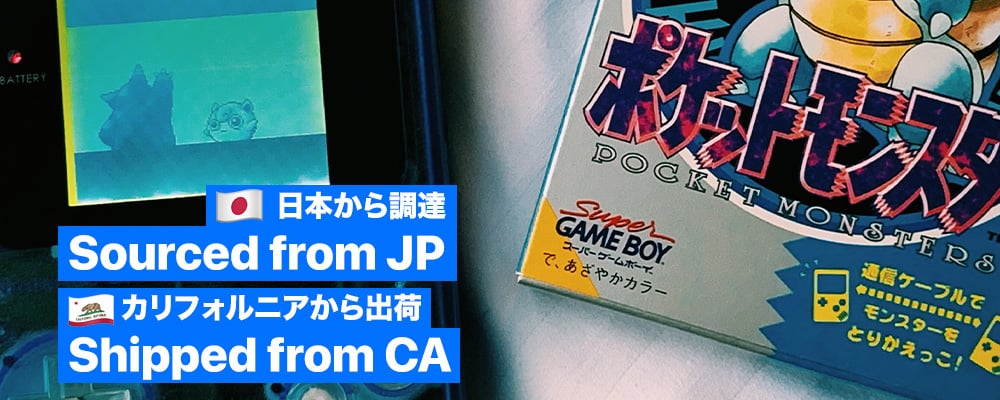 BATTERY
日本から調達
Sourced from JP
カリフォルニアから出荷
Shipped from CA
ポケットモンスタ
POCKET MONSTERS
Super
GAME BOY
スーパーゲームボーイ
で、あざやかカラー
通信ケーブルで
モンスターを
とりかえっこ!